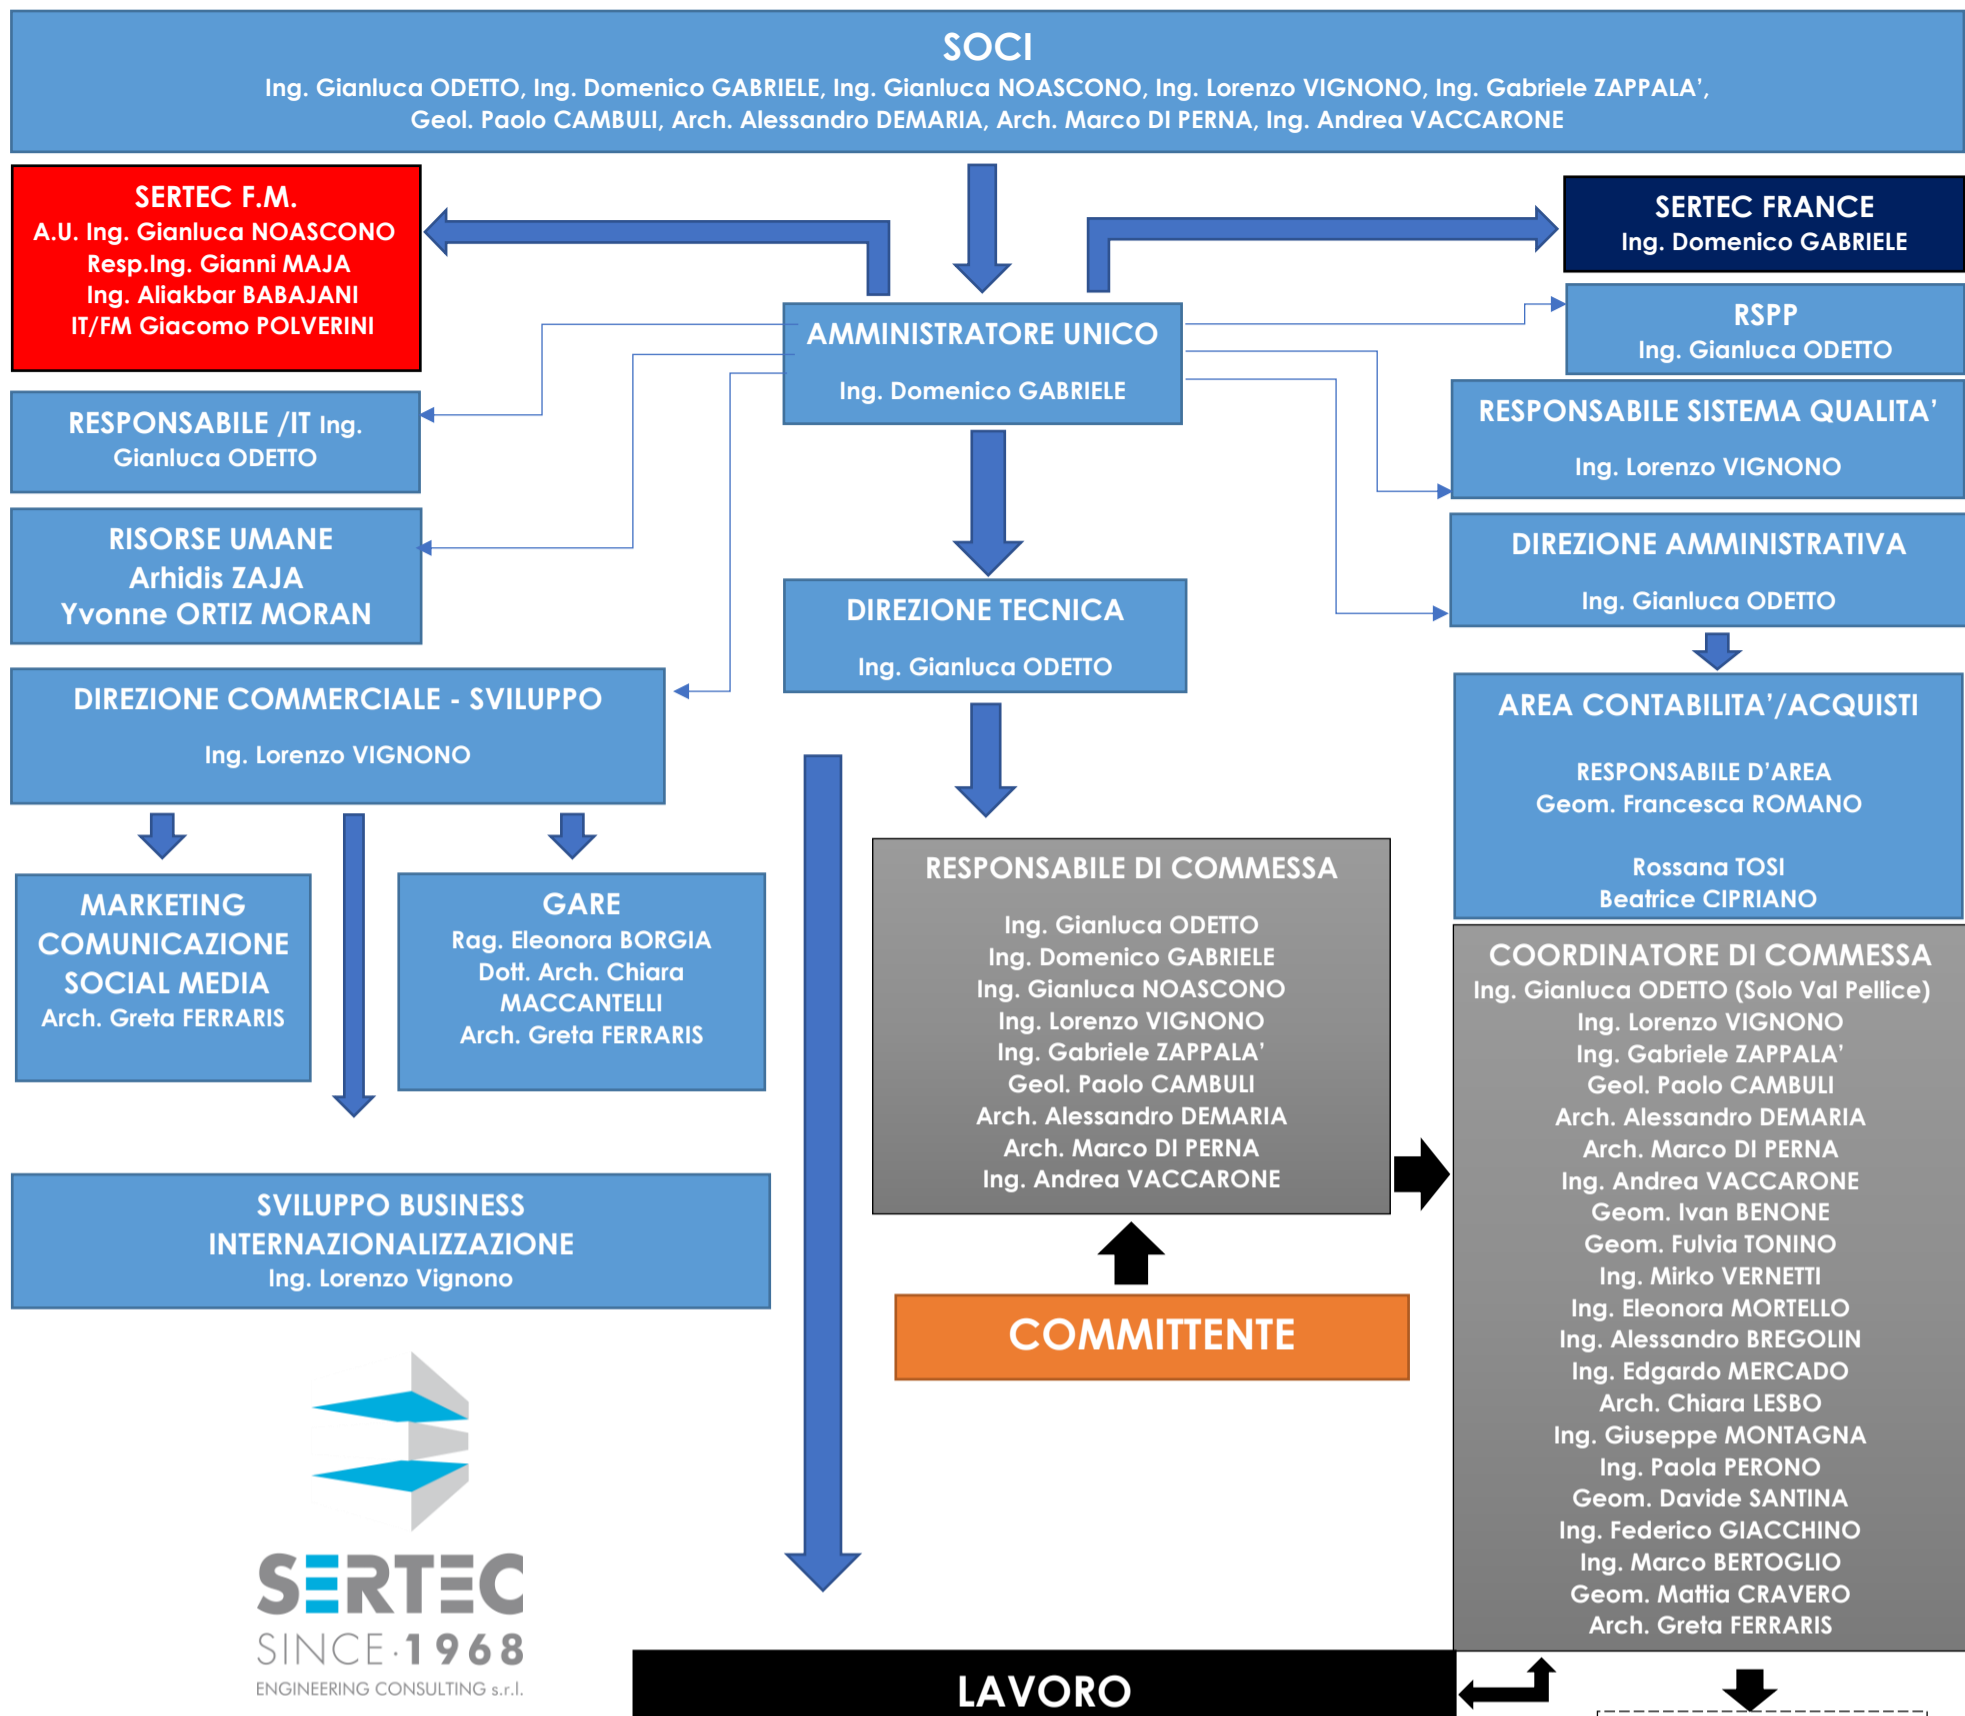 SOCI
Ing. Gianluca ODETTO, Ing. Domenico GABRIELE, Ing. Gianluca NOASCONO, Ing. Lorenzo VIGNONO, Ing. Gabriele ZAPPALA’,
Geol. Paolo CAMBULI, Arch. Alessandro DEMARIA, Arch. Marco DI PERNA, Ing. Andrea VACCARONE
SERTEC F.M.
A.U. Ing. Gianluca NOASCONO
Resp.Ing. Gianni MAJA
Ing. Aliakbar BABAJANI
IT/FM Giacomo POLVERINI
SERTEC FRANCE
Ing. Domenico GABRIELE
AMMINISTRATORE UNICO
Ing. Domenico GABRIELE
RSPP
Ing. Gianluca ODETTO
RESPONSABILE /IT Ing.
Gianluca ODETTO
RESPONSABILE SISTEMA QUALITA’
Ing. Lorenzo VIGNONO
RISORSE UMANE
Arhidis ZAJA
Yvonne ORTIZ MORAN
DIREZIONE AMMINISTRATIVA
Ing. Gianluca ODETTO
DIREZIONE TECNICA
Ing. Gianluca ODETTO
DIREZIONE COMMERCIALE - SVILUPPO
Ing. Lorenzo VIGNONO
AREA CONTABILITA’/ACQUISTI
RESPONSABILE D’AREA
Geom. Francesca ROMANO
Rossana TOSI
Beatrice CIPRIANO
MARKETING
COMUNICAZIONE
SOCIAL MEDIA
Arch. Greta FERRARIS
GARE
Rag. Eleonora BORGIA
Dott. Arch. Chiara
MACCANTELLI
Arch. Greta FERRARIS
RESPONSABILE DI COMMESSA
Ing. Gianluca ODETTO
Ing. Domenico GABRIELE
Ing. Gianluca NOASCONO
Ing. Lorenzo VIGNONO
Ing. Gabriele ZAPPALA’
Geol. Paolo CAMBULI
Arch. Alessandro DEMARIA
Arch. Marco DI PERNA
Ing. Andrea VACCARONE
COORDINATORE DI COMMESSA
Ing. Gianluca ODETTO (Solo Val Pellice)
Ing. Lorenzo VIGNONO
Ing. Gabriele ZAPPALA’
Geol. Paolo CAMBULI
Arch. Alessandro DEMARIA
Arch. Marco DI PERNA
Ing. Andrea VACCARONE
Geom. Ivan BENONE
Geom. Fulvia TONINO
Ing. Mirko VERNETTI
Ing. Eleonora MORTELLO
Ing. Alessandro BREGOLIN
Ing. Edgardo MERCADO
Arch. Chiara LESBO
Ing. Giuseppe MONTAGNA
Ing. Paola PERONO
Geom. Davide SANTINA
Ing. Federico GIACCHINO
Ing. Marco BERTOGLIO
Geom. Mattia CRAVERO
Arch. Greta FERRARIS
SVILUPPO BUSINESS
INTERNAZIONALIZZAZIONE
Ing. Lorenzo Vignono
COMMITTENTE
SERTEC
SINCE·1968
ENGINEERING CONSULTING s.r.l.
LAVORO